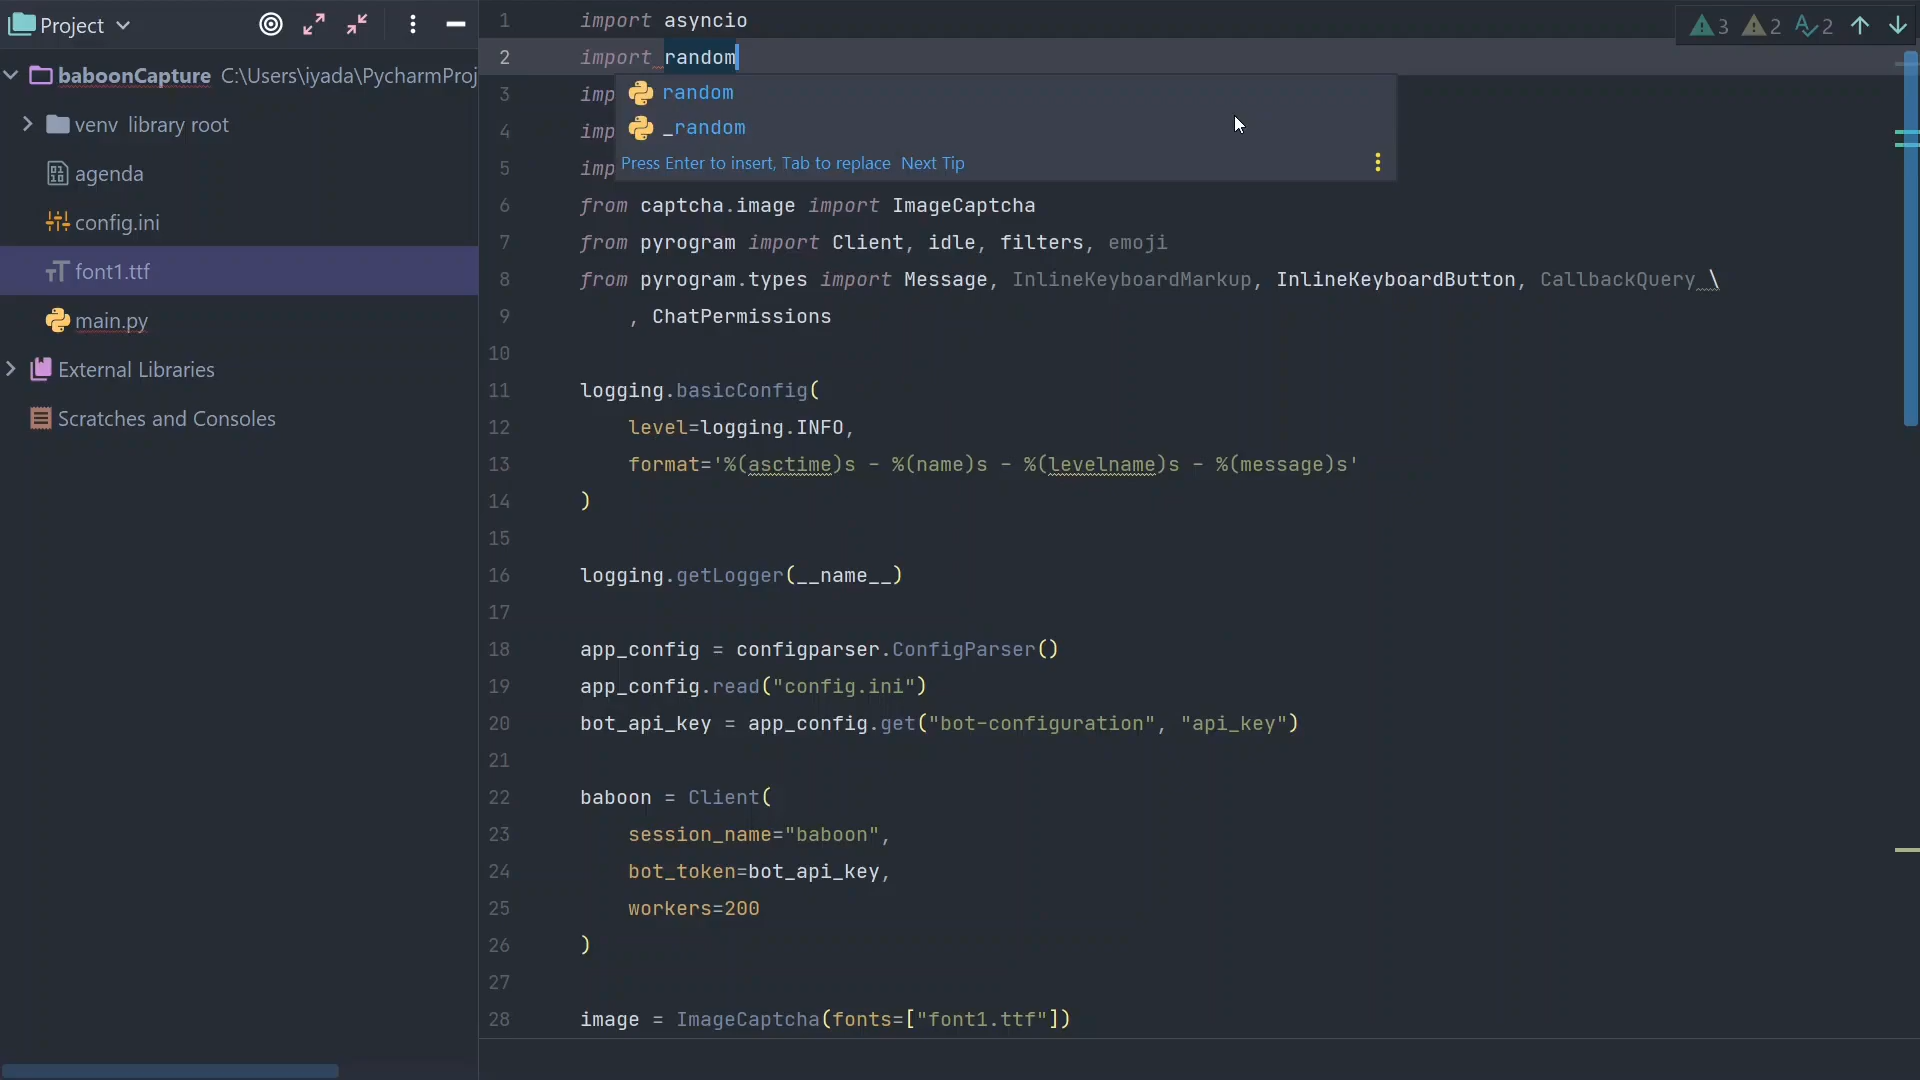 Project
baboonCapture C:\Users\iyada\PycharmProj
venv library root
agenda
config.ini
font1.ttf
main.py
External Libraries
Scratches and Consoles
3 2 2
1 import asyncio
2 import random
3 imp
random
4 imp
_random
5 imp
Press Enter to insert, Tab to replace Next Tip
6 from captcha.image import ImageCaptcha
7 from pyrogram import Client, idle, filters, emoji
8 from pyrogram.types import Message, InlineKeyboardMarkup, InlineKeyboardButton, CallbackQuery \
9 , ChatPermissions
10
11 logging.basicConfig(
12 level=logging.INFO,
13 format='%(asctime)s - %(name)s - %(levelname)s - %(message)s'
14 )
15
16 logging.getLogger(__name__)
17
18 app_config = configparser.ConfigParser()
19 app_config.read("config.ini")
20 bot_api_key = app_config.get("bot-configuration", "api_key")
21
22 baboon = Client(
23 session_name="baboon",
24 bot_token=bot_api_key,
25 workers=200
26 )
27
28 image = ImageCaptcha(fonts=["font1.ttf"])